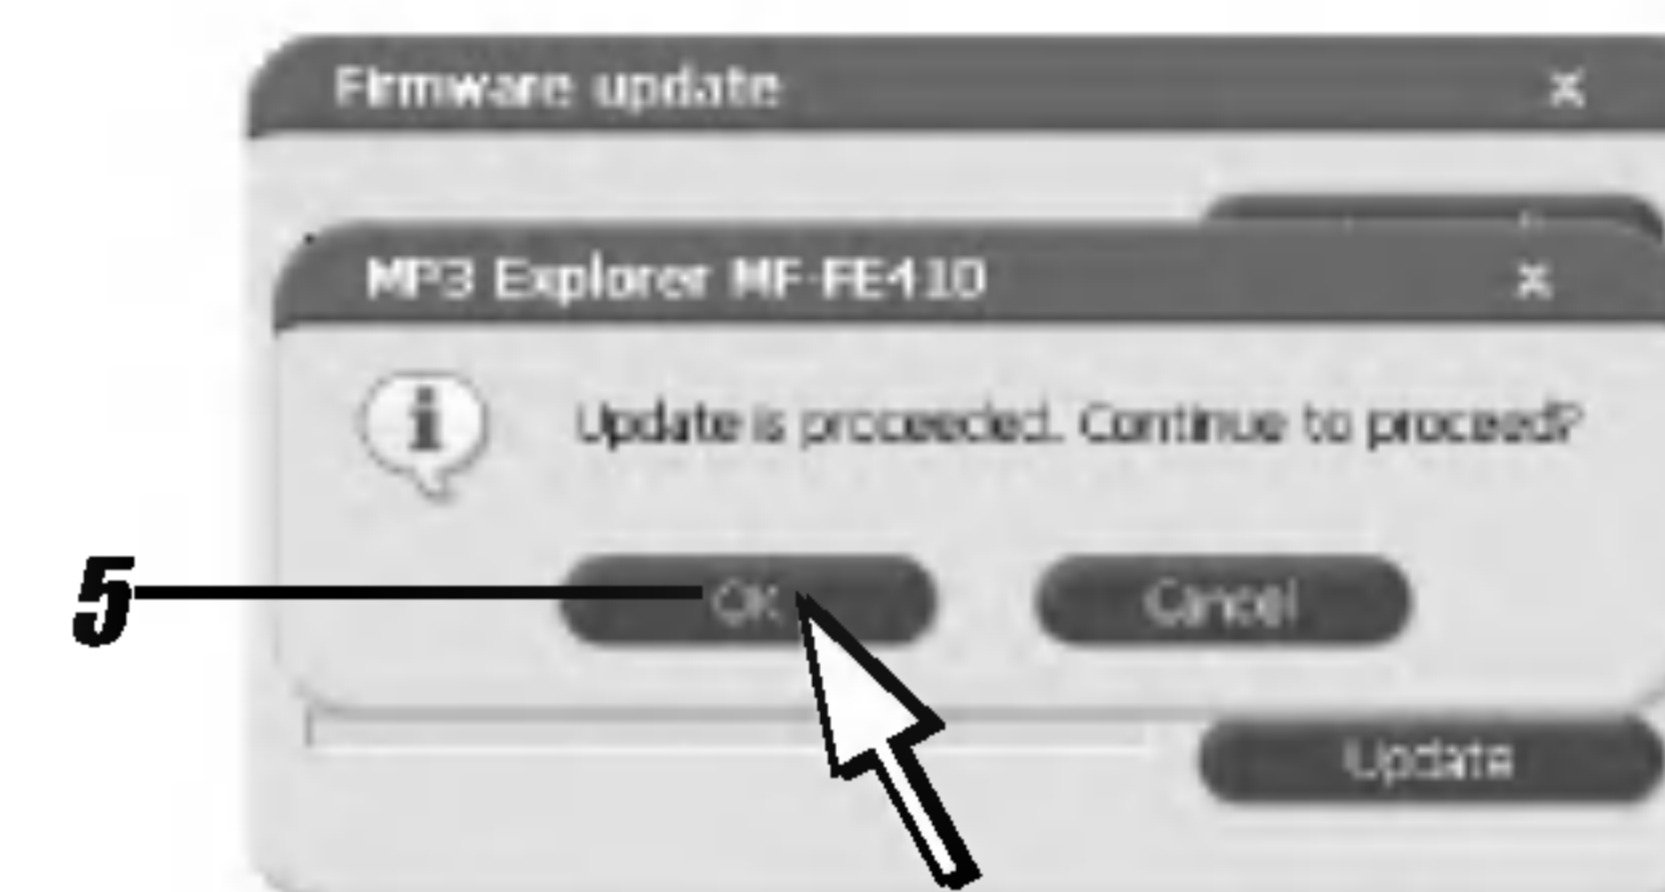 Firmware update x
MP3 Explorer MF-FE410 x
i
Update is proceeded. Continue to proceed?
5 OK Cancel
Update